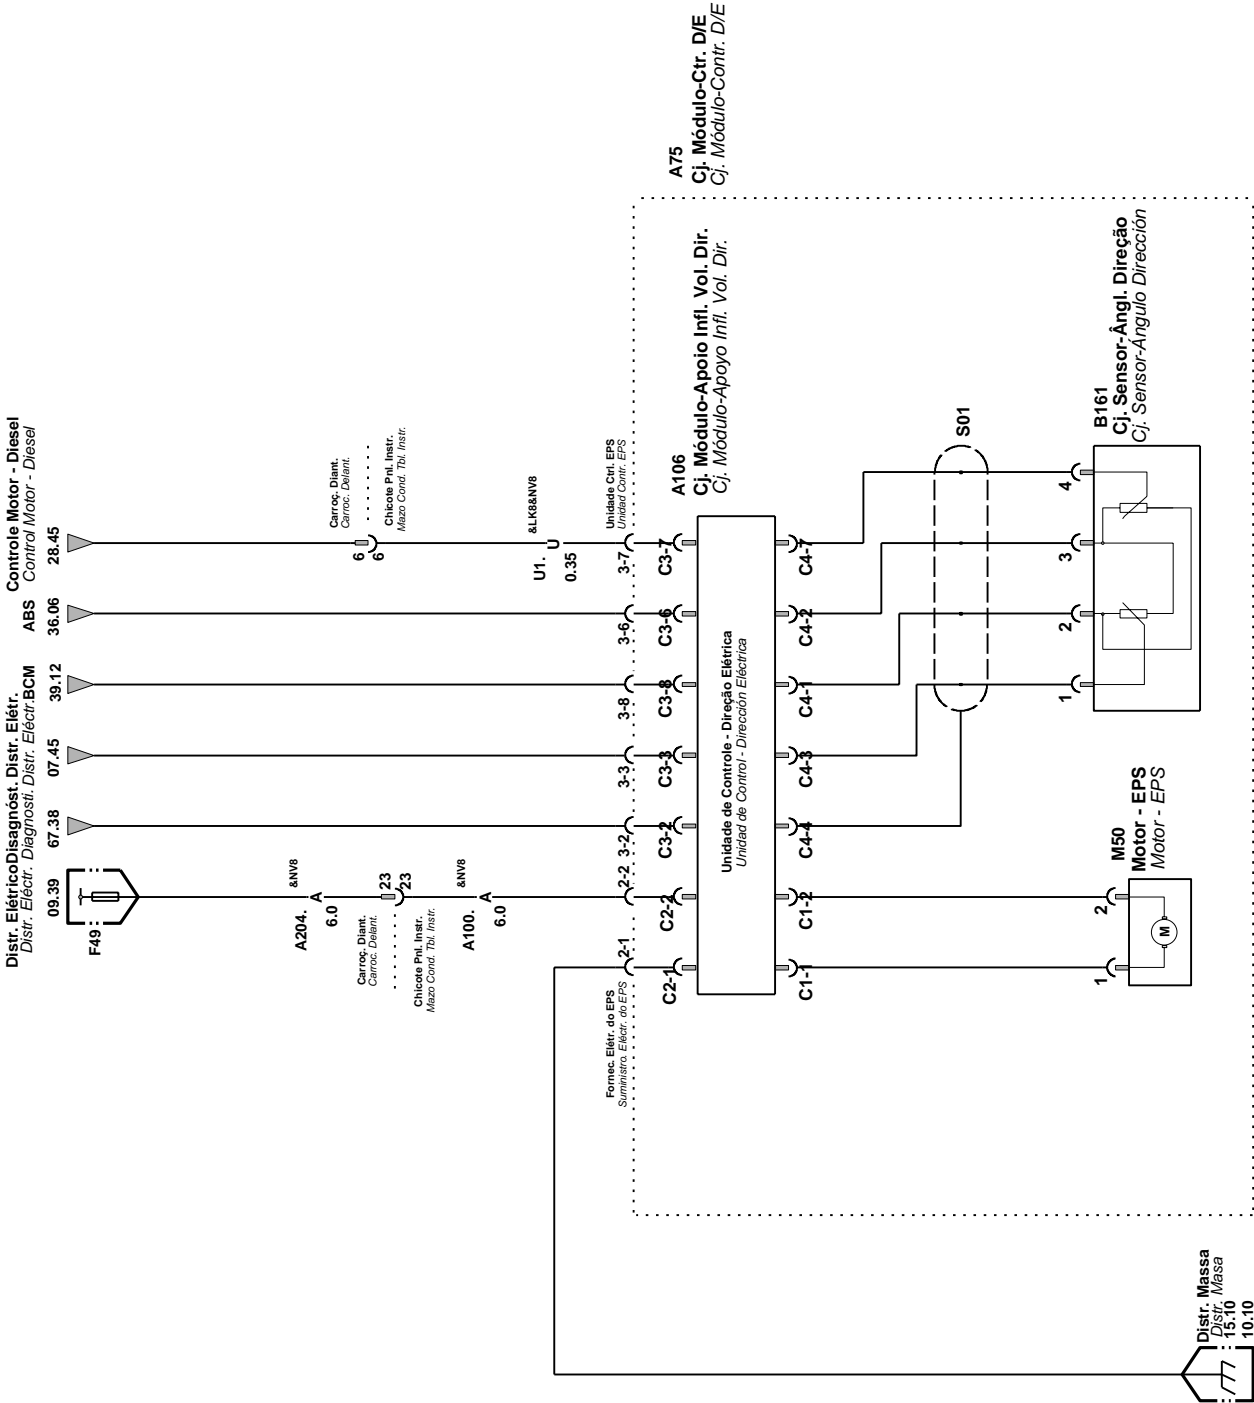 Distr. ElétricoDisagnóst. Distr. Elétr.
Distr. Eléctr. Diagnosti. Distr. Eléctr.BCM
ABS
Controle Motor - Diesel
Control Motor - Diesel
09.39
67.38
07.45
39.12
36.06
28.45
F49
A204.
A
6.0
&NV8
Carroç. Diant.
Carroc. Delant.
23
23
Chicote Pnl. Instr.
Mazo Cond. Tbl. Instr.
A100.
A
6.0
&NV8
Carroç. Diant.
Carroc. Delant.
6
6
Chicote Pnl. Instr.
Mazo Cond. Tbl. Instr.
U1.
U
0.35
&LK8&NV8
Fornec. Elétr. do EPS
Suministro. Eléctr. do EPS
Unidade Ctrl. EPS
Unidad Contr. EPS
2-1
2-2
3-2
3-3
3-8
3-6
3-7
C2-1
C2-2
C3-2
C3-3
C3-8
C3-6
C3-7
A75
Cj. Módulo-Ctr. D/E
Cj. Módulo-Contr. D/E
A106
Cj. Módulo-Apoio Infl. Vol. Dir.
Cj. Módulo-Apoyo Infl. Vol. Dir.
Unidade de Controle - Direção Elétrica
Unidad de Control - Dirección Eléctrica
C1-1
C1-2
C4-4
C4-3
C4-1
C4-2
C4-7
S01
1
2
M50
Motor - EPS
Motor - EPS
M
1
2
3
4
B161
Cj. Sensor-Ângl. Direção
Cj. Sensor-Ángulo Dirección
Distr. Massa
Distr. Masa
15.10
10.10